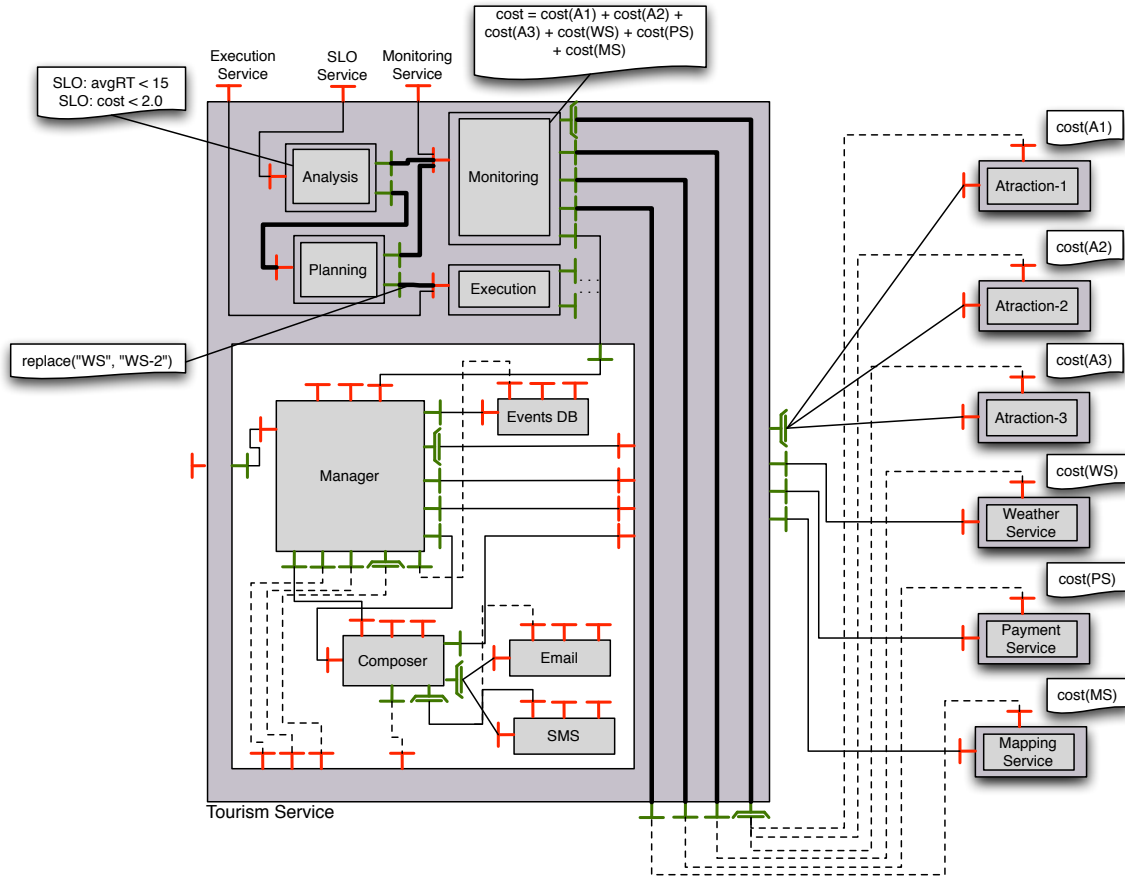 cost = cost(A1) + cost(A2) +
cost(A3) + cost(WS) + cost(PS)
+ cost(MS)
Execution
Service
SLO
Service
Monitoring
Service
SLO: avgRT < 15
SLO: cost < 2.0
Analysis
Monitoring
Planning
Execution
replace("WS", "WS-2")
Events DB
Manager
Composer
Email
SMS
Tourism Service
cost(A1)
Atraction-1
cost(A2)
Atraction-2
cost(A3)
Atraction-3
cost(WS)
Weather
Service
cost(PS)
Payment
Service
cost(MS)
Mapping
Service